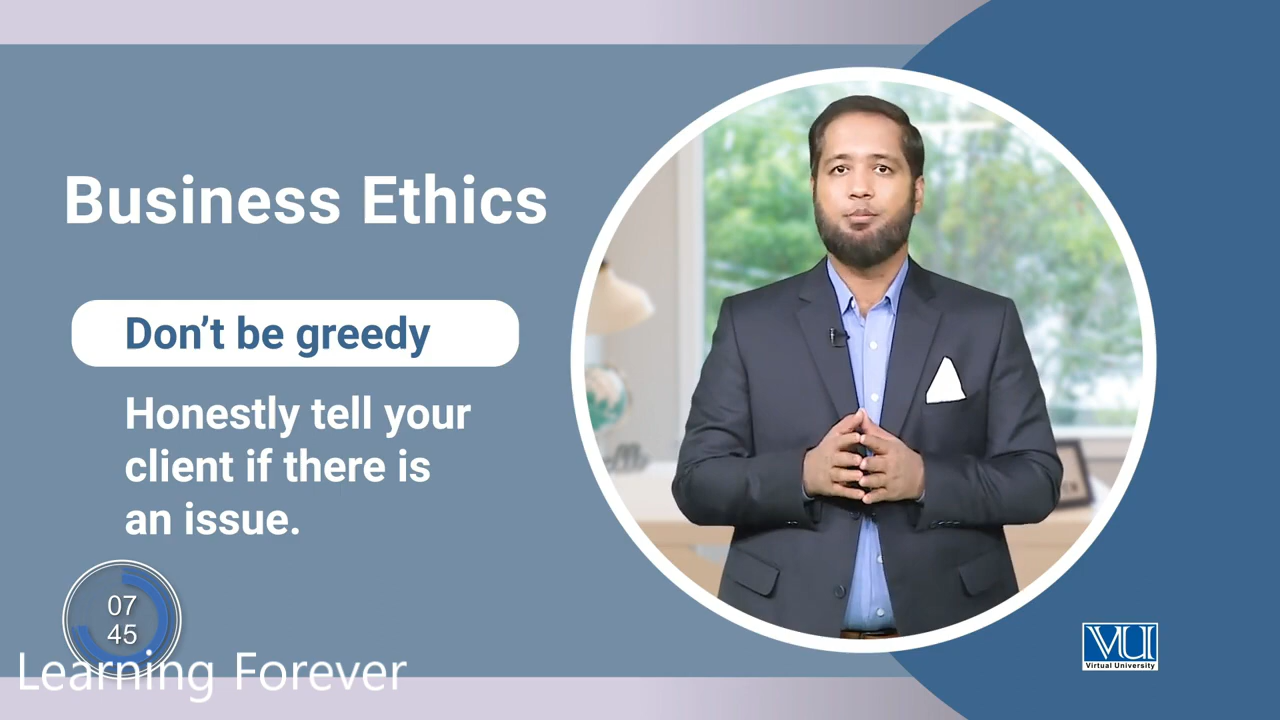 Business Ethics
Don’t be greedy
Honestly tell your
client if there is
an issue.
07
45
Learning Forever
VU
Virtual University